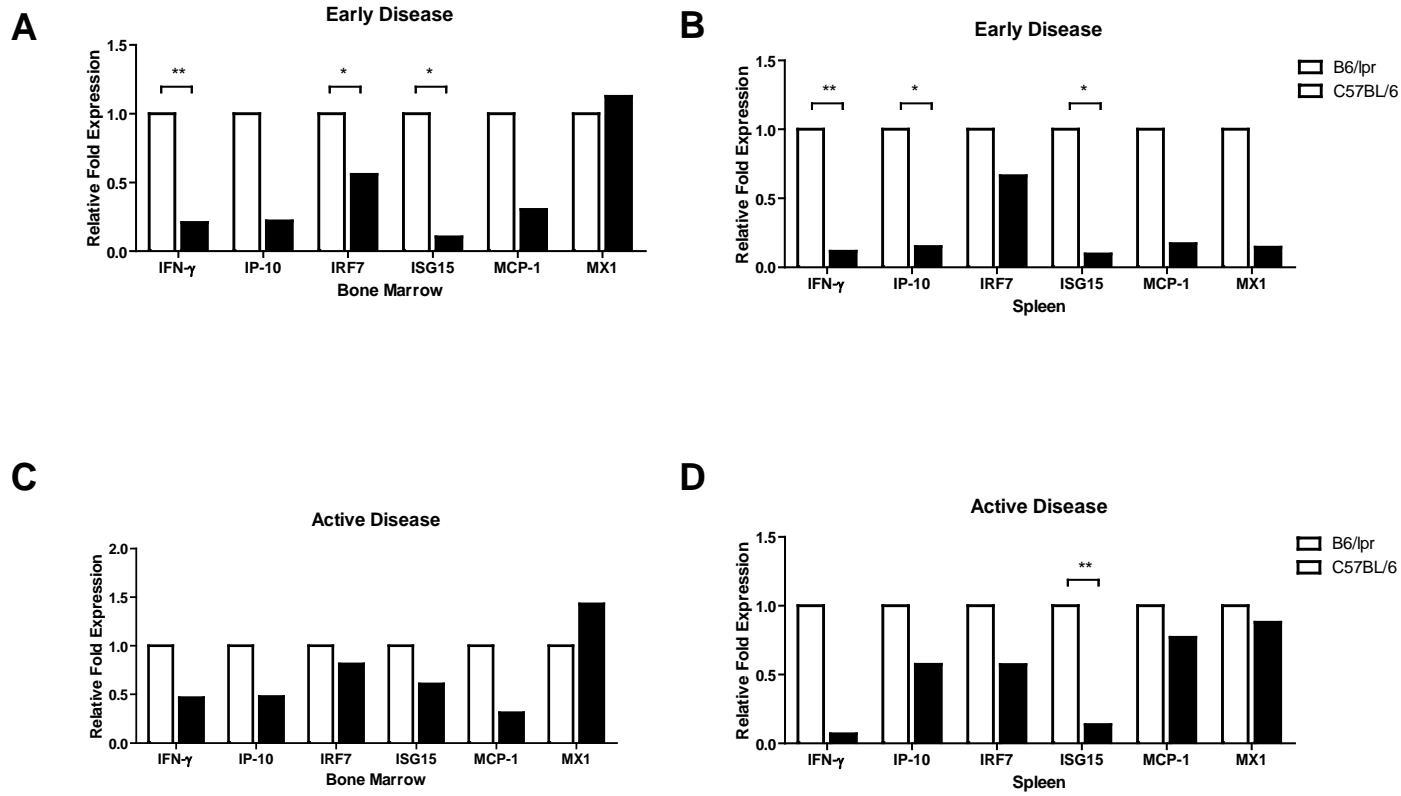 A
Early Disease
Relative Fold Expression
1.5
1.0
0.5
0.0
** * *
IFN-γ IP-10 IRF7 ISG15 MCP-1 MX1
Bone Marrow
B
Early Disease
Relative Fold Expression
1.5
1.0
0.5
0.0
** * *
IFN-γ IP-10 IRF7 ISG15 MCP-1 MX1
Spleen
B6/lpr
C57BL/6
C
Active Disease
Relative Fold Expression
2.0
1.5
1.0
0.5
0.0
IFN-γ IP-10 IRF7 ISG15 MCP-1 MX1
Bone Marrow
D
Active Disease
Relative Fold Expression
1.5
1.0
0.5
0.0
**
IFN-γ IP-10 IRF7 ISG15 MCP-1 MX1
Spleen
B6/lpr
C57BL/6